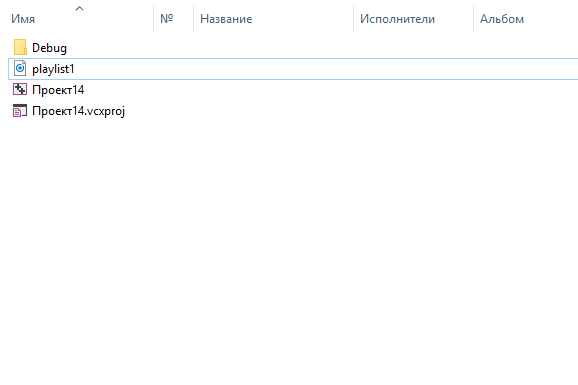 Имя № Название Исполнители Альбом
Debug
playlist1
Проект14
Проект14.vcxproj